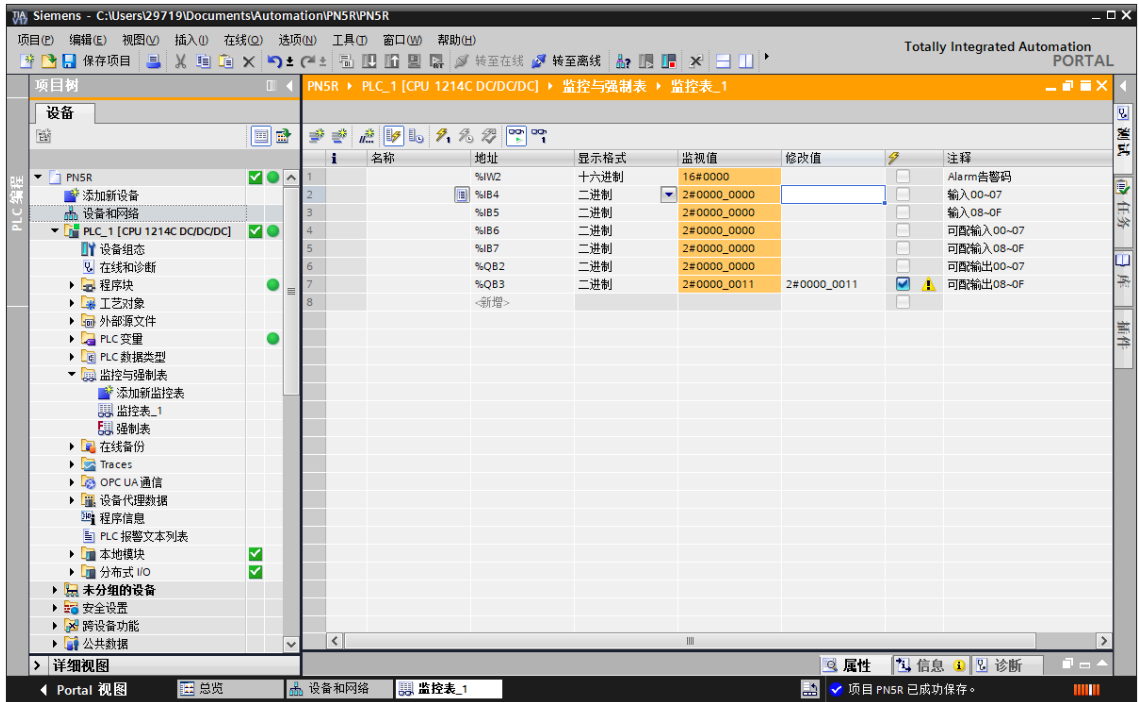 Siemens - C:\Users\29719\Documents\Automation\PN5R\PN5R
项目(P) 编辑(E) 视图(V) 插入(I) 在线(O) 选项(N) 工具(T) 窗口(W) 帮助(H)
Totally Integrated Automation
PORTAL
保存项目 转至在线 转至离线
项目树
PN5R PLC_1 [CPU 1214C DC/DC/DC] 监控与强制表 监控表_1
设备
i 名称 地址 显示格式 监视值 修改值 注释
1 %IW2 十六进制 16#0000 Alarm告警码
2 %IB4 二进制 2#0000_0000 输入00~07
3 %IB5 二进制 2#0000_0000 输入08~0F
4 %IB6 二进制 2#0000_0000 可配输入00~07
5 %IB7 二进制 2#0000_0000 可配输入08~0F
6 %QB2 二进制 2#0000_0000 可配输出00~07
7 %QB3 二进制 2#0000_0011 2#0000_0011 可配输出08~0F
8 <新增>
PN5R
添加新设备
设备和网络
PLC_1 [CPU 1214C DC/DC/DC]
设备组态
在线和诊断
程序块
工艺对象
外部源文件
PLC 变量
PLC 数据类型
监控与强制表
添加新监控表
监控表_1
强制表
在线备份
Traces
OPC UA 通信
设备代理数据
程序信息
PLC 报警文本列表
本地模块
分布式 I/O
未分组的设备
安全设置
跨设备功能
公共数据
详细视图
PLC 编程
测试
任务
库
属性 信息 诊断
Portal 视图 总览 设备和网络 监控表_1 项目 PN5R 已成功保存。